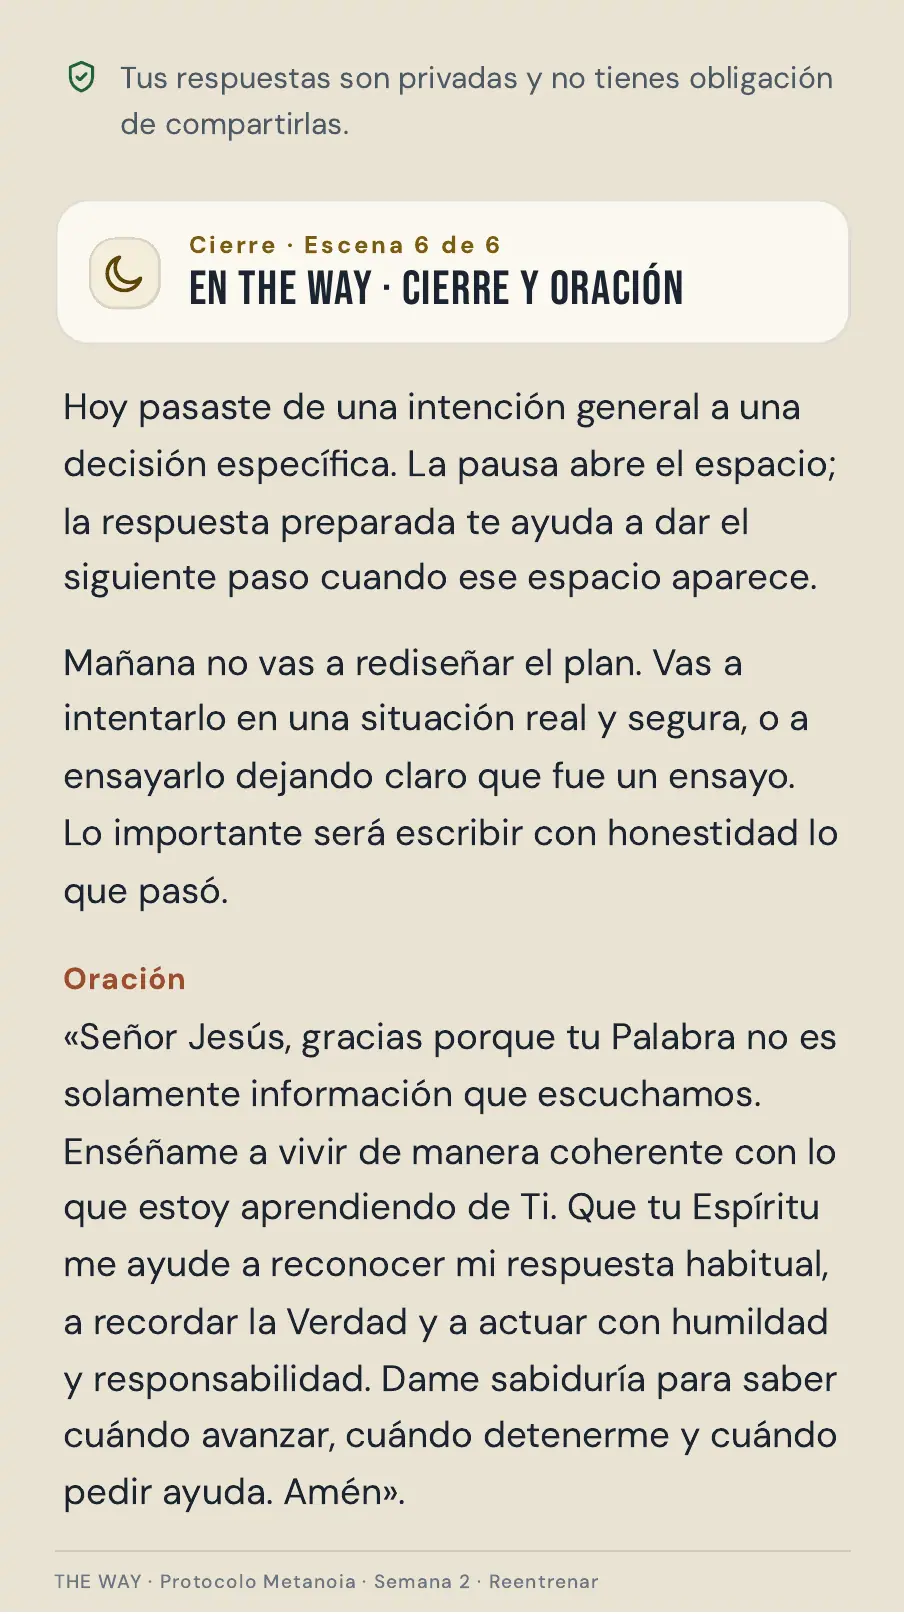 Tus respuestas son privadas y no tienes obligación
de compartirlas.
Cierre · Escena 6 de 6
EN THE WAY · CIERRE Y ORACIÓN
Hoy pasaste de una intención general a una
decisión específica. La pausa abre el espacio;
la respuesta preparada te ayuda a dar el
siguiente paso cuando ese espacio aparece.
Mañana no vas a rediseñar el plan. Vas a
intentarlo en una situación real y segura, o a
ensayarlo dejando claro que fue un ensayo.
Lo importante será escribir con honestidad lo
que pasó.
Oración
«Señor Jesús, gracias porque tu Palabra no es
solamente información que escuchamos.
Enséñame a vivir de manera coherente con lo
que estoy aprendiendo de Ti. Que tu Espíritu
me ayude a reconocer mi respuesta habitual,
a recordar la Verdad y a actuar con humildad
y responsabilidad. Dame sabiduría para saber
cuándo avanzar, cuándo detenerme y cuándo
pedir ayuda. Amén».
THE WAY · Protocolo Metanoia · Semana 2 · Reentrenar